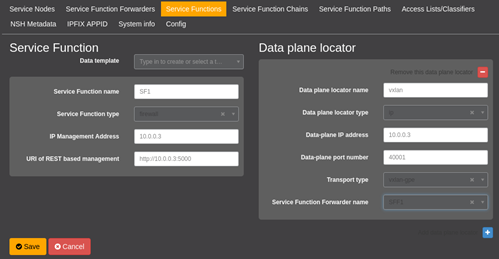 Service Nodes Service Function Forwarders Service Functions Service Function Chains Service Function Paths Access Lists/Classifiers
NSH Metadata IPFIX APPID System info Config
Service Function
Data template Type in to create or select a t...
Service Function name SF1
Service Function type firewall
IP Management Address 10.0.0.3
URI of REST based management http://10.0.0.3:5000
Data plane locator
Remove this data plane locator
Data plane locator name vxlan
Data plane locator type ip
Data-plane IP address 10.0.0.3
Data-plane port number 40001
Transport type vxlan-gpe
Service Function Forwarder name SFF1
Save Cancel